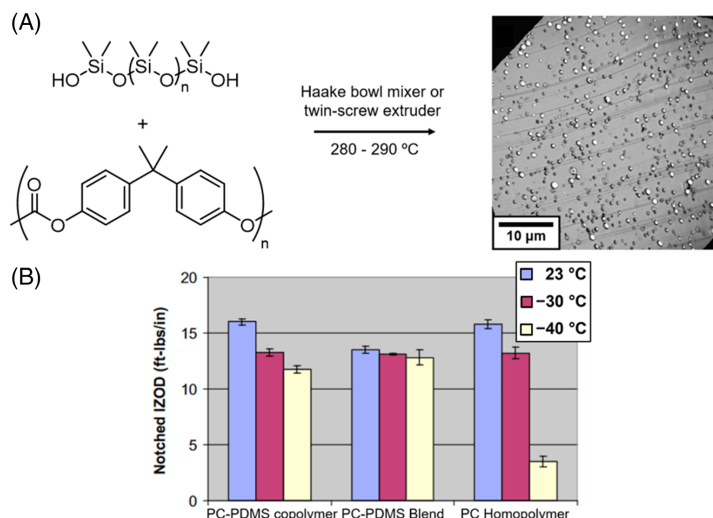 (A)
Si
Si
Si
HO
O
O
OH
n
+
O
O
O
n
Haake bowl mixer or
twin-screw extruder
280 - 290 ºC
10 µm
(B)
Notched IZOD (ft-lbs/in)
20
15
10
5
0
23 °C
−30 °C
−40 °C
PC-PDMS copolymer
PC-PDMS Blend
PC Homopolymer